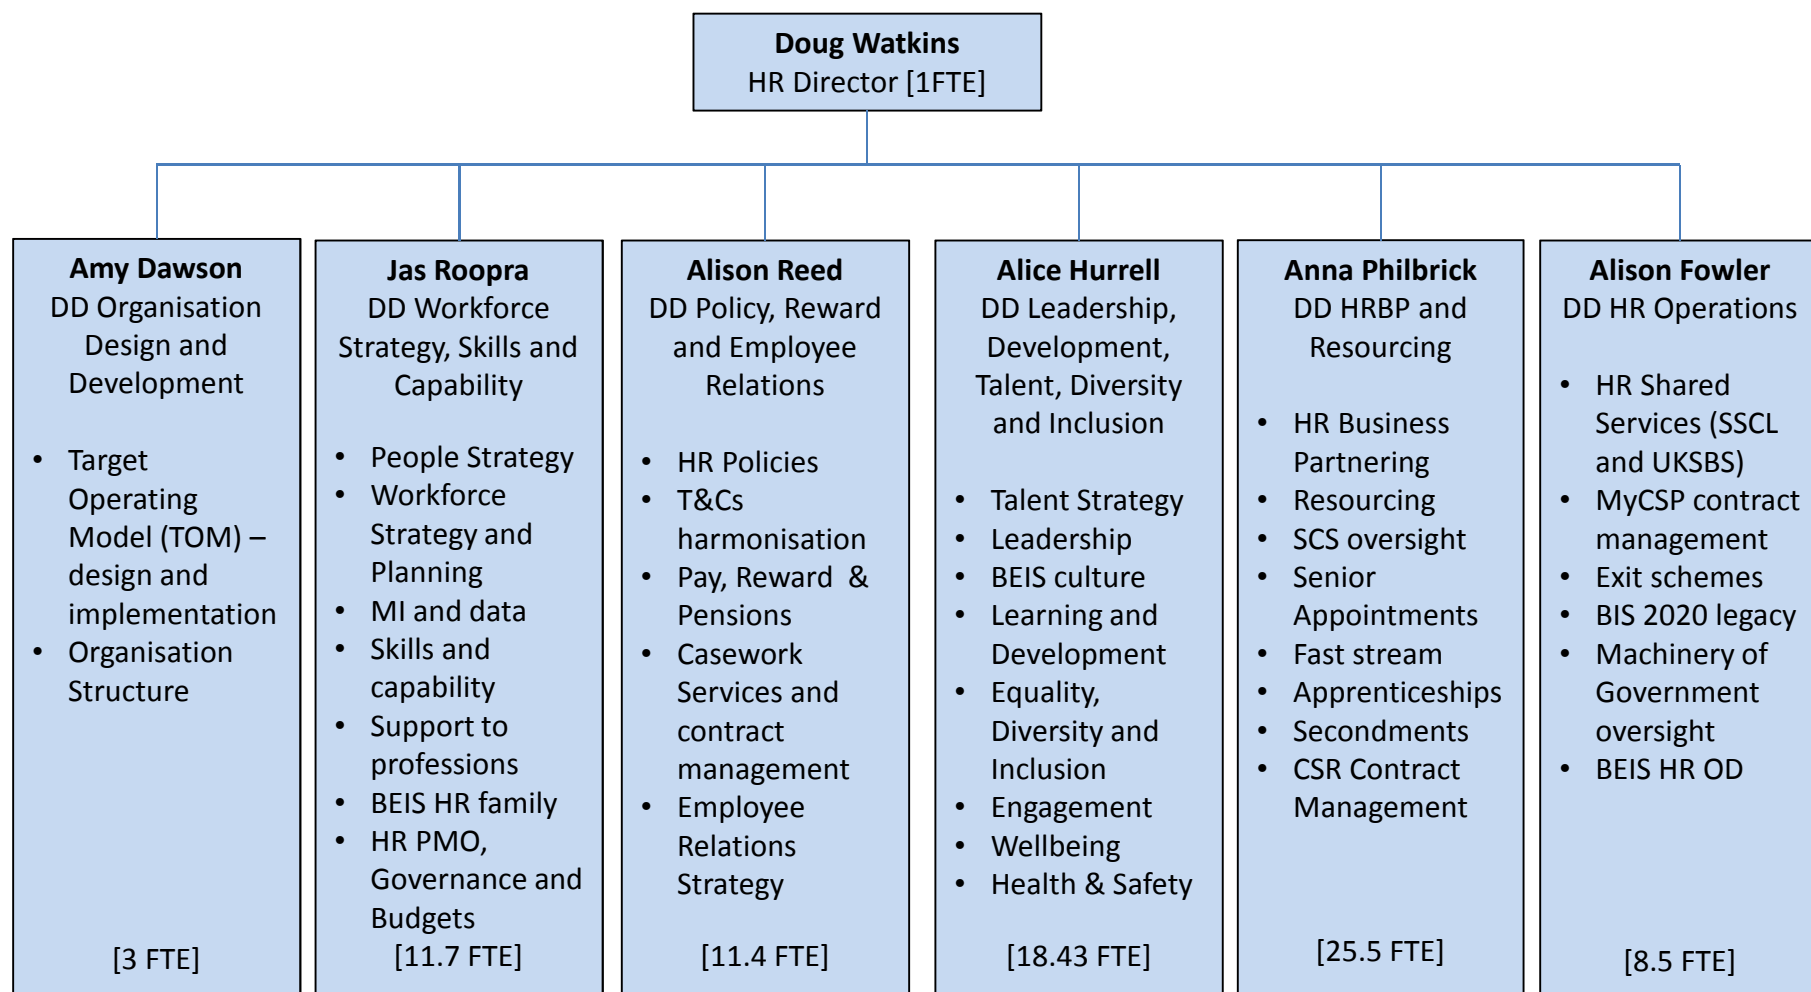 Doug Watkins
HR Director [1FTE]
Amy Dawson
DD Organisation
Design and
Development
• Target
Operating
Model (TOM) –
design and
implementation
• Organisation
Structure
[3 FTE]
Jas Roopra
DD Workforce
Strategy, Skills and
Capability
• People Strategy
• Workforce
Strategy and
Planning
• MI and data
• Skills and
capability
• Support to
professions
• BEIS HR family
• HR PMO,
Governance and
Budgets
[11.7 FTE]
Alison Reed
DD Policy, Reward
and Employee
Relations
• HR Policies
• T&Cs
harmonisation
• Pay, Reward & 
Pensions
• Casework
Services and
contract
management
• Employee
Relations
Strategy
[11.4 FTE]
Alice Hurrell
DD Leadership,
Development,
Talent, Diversity
and Inclusion
• Talent Strategy
• Leadership
• BEIS culture
• Learning and
Development
• Equality,
Diversity and
Inclusion
• Engagement
• Wellbeing
• Health & Safety
[18.43 FTE]
Anna Philbrick
DD HRBP and
Resourcing
• HR Business
Partnering
• Resourcing
• SCS oversight
• Senior
Appointments
• Fast stream
• Apprenticeships
• Secondments
• CSR Contract
Management
[25.5 FTE]
Alison Fowler
DD HR Operations
• HR Shared
Services (SSCL
and UKSBS)
• MyCSP contract
management
• Exit schemes
• BIS 2020 legacy
• Machinery of
Government
oversight
• BEIS HR OD
[8.5 FTE]